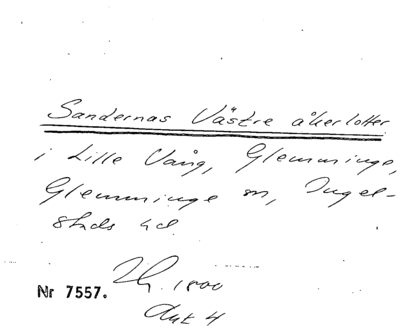 Sandernas Västre åkerlotter
i Lille Vång, Glemminge,
Glemminge sn, Ingel-
stads hd.
1800
Nr 7557.
Akt 4